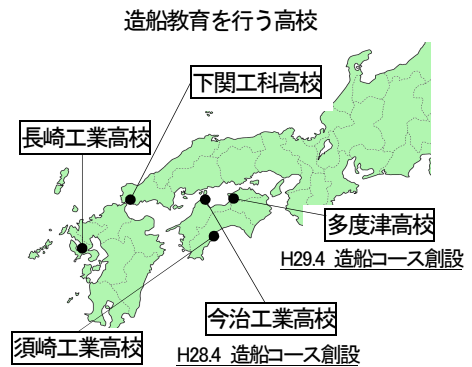 造船教育を行う高校
下関工科高校
長崎工業高校
多度津高校
H29.4 造船コース創設
今治工業高校
H28.4 造船コース創設
須崎工業高校